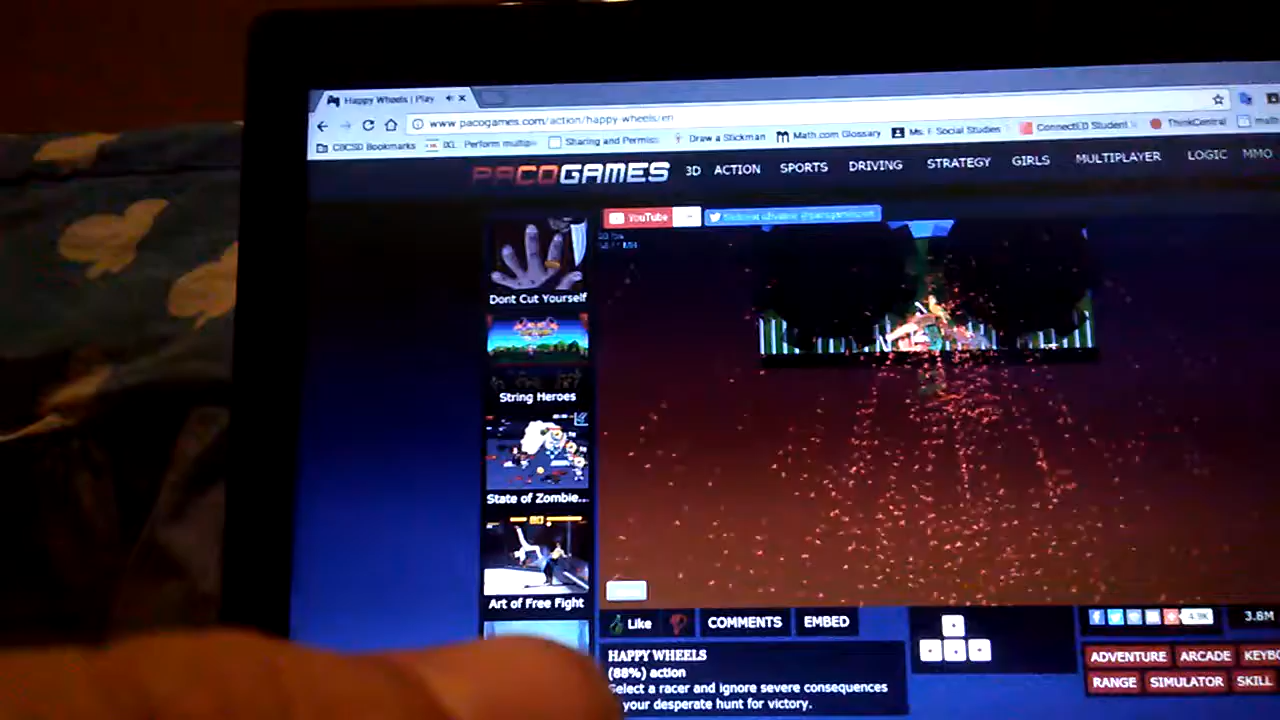 Happy Wheels | Play
www.pacogames.com/action/happy-wheels/en
CBCSD Bookmarks IXL Perform multip Sharing and Permis Draw a Stickman Math.com Glossary Ms. F Social Studies ConnectED Student ThinkCentral
PACOGAMES 3D ACTION SPORTS DRIVING STRATEGY GIRLS MULTIPLAYER LOGIC MMO
YouTube
Dont Cut Yourself
String Heroes
State of Zombie...
Art of Free Fight
Like COMMENTS EMBED 3.8M
HAPPY WHEELS
(88%) action
Select a racer and ignore severe consequences
your desperate hunt for victory.
ADVENTURE ARCADE KEYBO
RANGE SIMULATOR SKILL